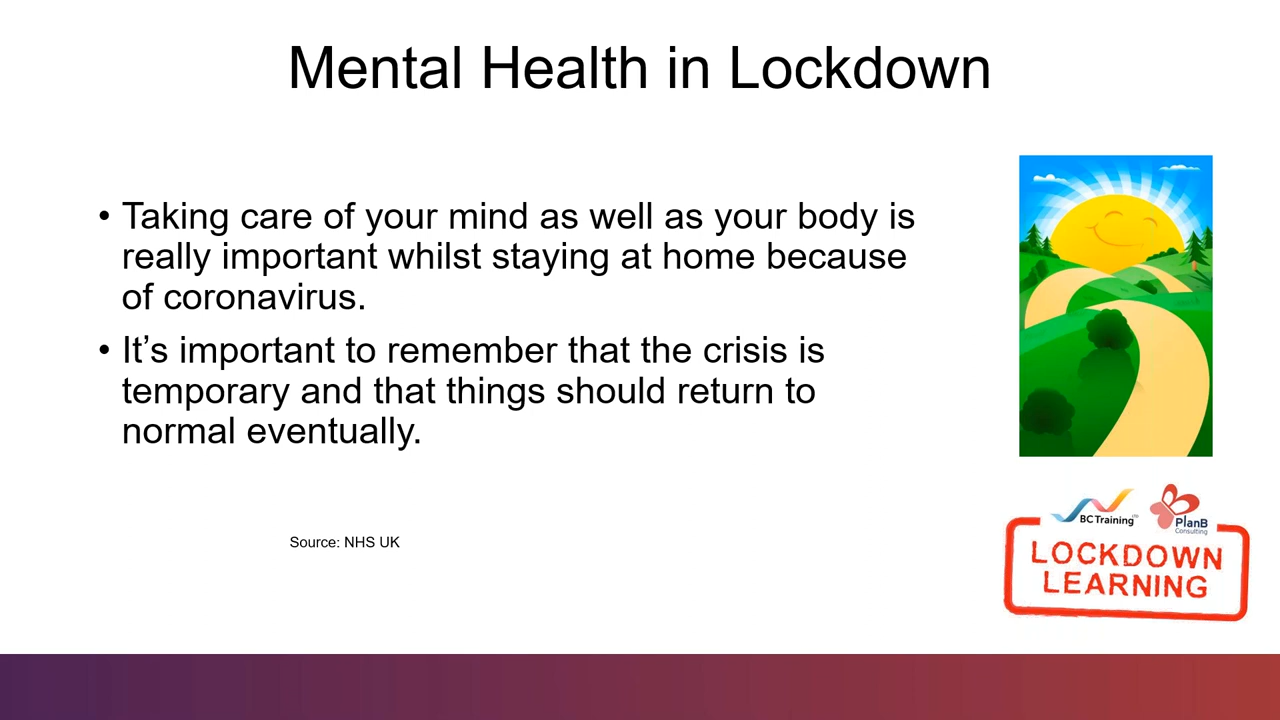 Mental Health in Lockdown
• Taking care of your mind as well as your body is
really important whilst staying at home because
of coronavirus.
• It’s important to remember that the crisis is
temporary and that things should return to
normal eventually.
Source: NHS UK
BC Training LTD
PlanB
Consulting
LOCKDOWN
LEARNING